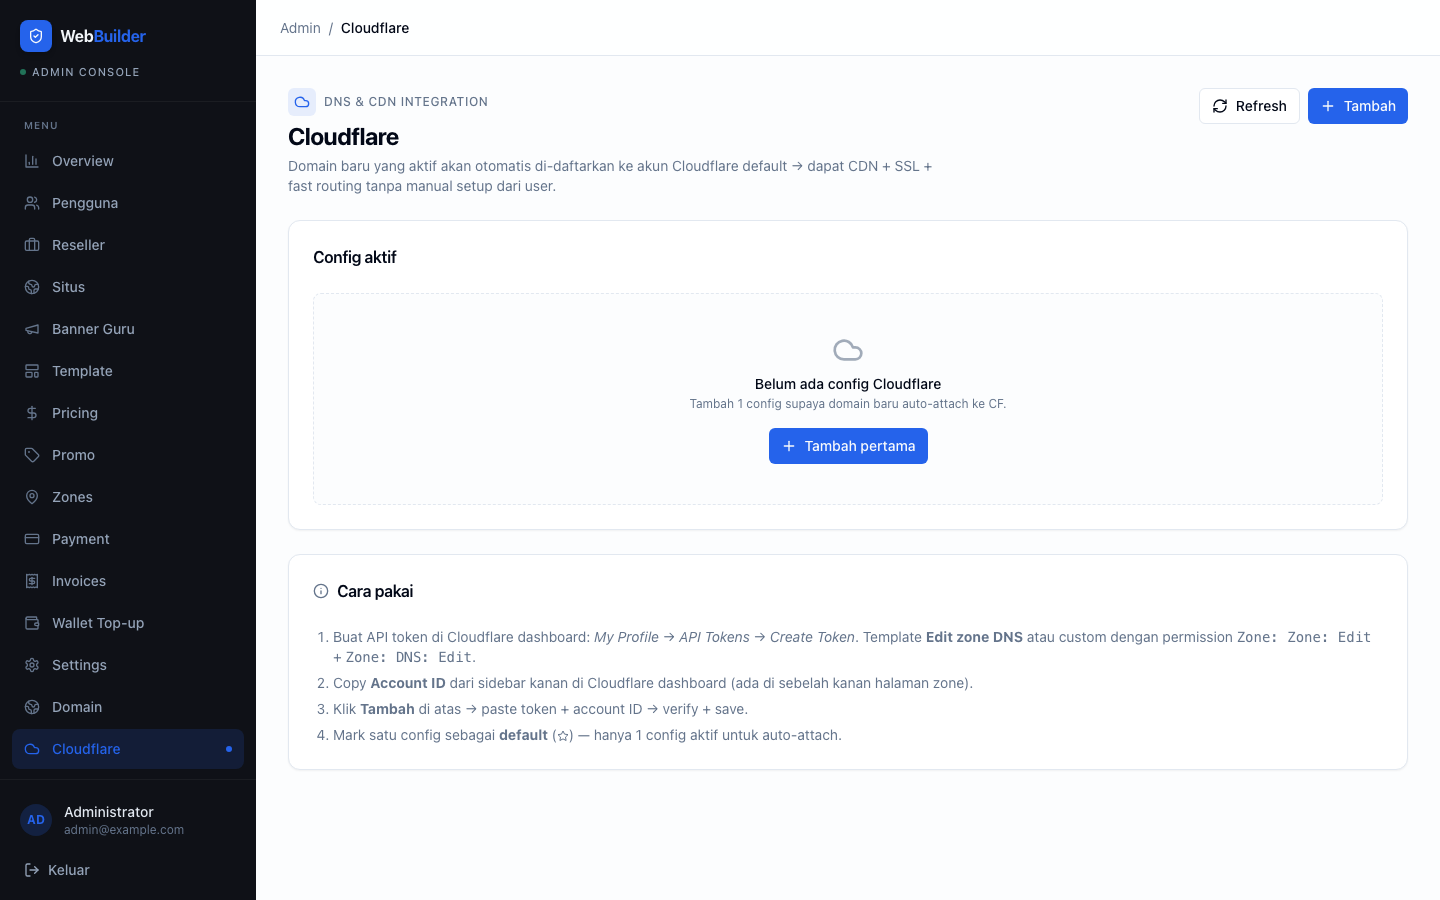 WebBuilder
ADMIN CONSOLE
MENU
Overview
Pengguna
Reseller
Situs
Banner Guru
Template
Pricing
Promo
Zones
Payment
Invoices
Wallet Top-up
Settings
Domain
Cloudflare
AD
Administrator
admin@example.com
Keluar
Admin / Cloudflare
DNS & CDN INTEGRATION
Cloudflare
Domain baru yang aktif akan otomatis di-daftarkan ke akun Cloudflare default → dapat CDN + SSL +
fast routing tanpa manual setup dari user.
Refresh
Tambah
Config aktif
Belum ada config Cloudflare
Tambah 1 config supaya domain baru auto-attach ke CF.
Tambah pertama
Cara pakai
1. Buat API token di Cloudflare dashboard: My Profile → API Tokens → Create Token. Template Edit zone DNS atau custom dengan permission Zone: Zone: Edit
+ Zone: DNS: Edit.
2. Copy Account ID dari sidebar kanan di Cloudflare dashboard (ada di sebelah kanan halaman zone).
3. Klik Tambah di atas → paste token + account ID → verify + save.
4. Mark satu config sebagai default (☆) — hanya 1 config aktif untuk auto-attach.